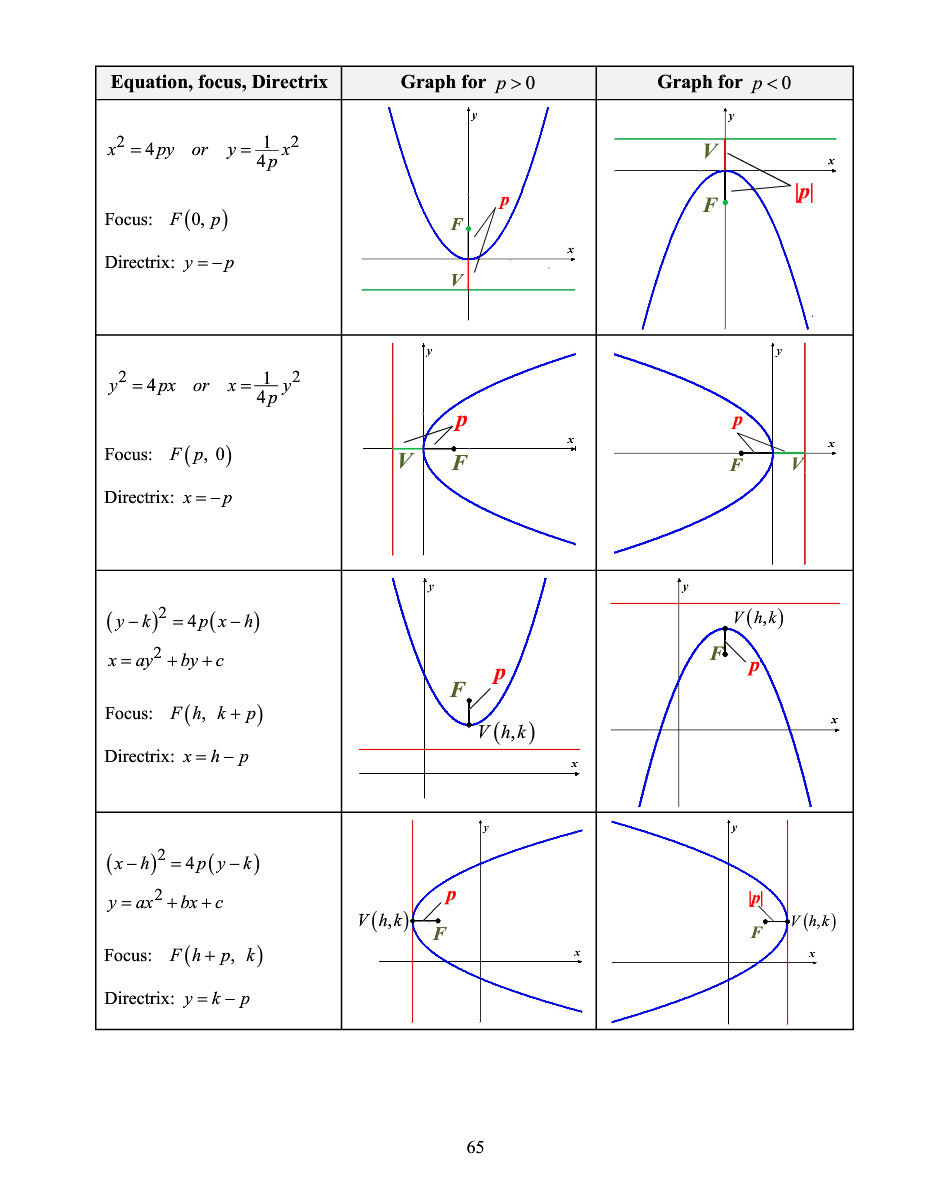 Equation, focus, Directrix
Graph for p > 0
Graph for p < 0
x² = 4py or y = 1/4p x²
Focus: F(0, p)
Directrix: y = −p
y
p
F
x
V
y
V
x
|p|
F
y² = 4px or x = 1/4p y²
Focus: F(p, 0)
Directrix: x = −p
y
p
x
V
F
y
p
x
F
V
(y − k)² = 4p(x − h)
x = ay² + by + c
Focus: F(h, k + p)
Directrix: x = h − p
y
p
F
V(h,k)
x
y
V(h,k)
F
p
x
(x − h)² = 4p(y − k)
y = ax² + bx + c
Focus: F(h + p, k)
Directrix: y = k − p
y
p
V(h,k)
F
x
y
|p|
V(h,k)
F
x
65